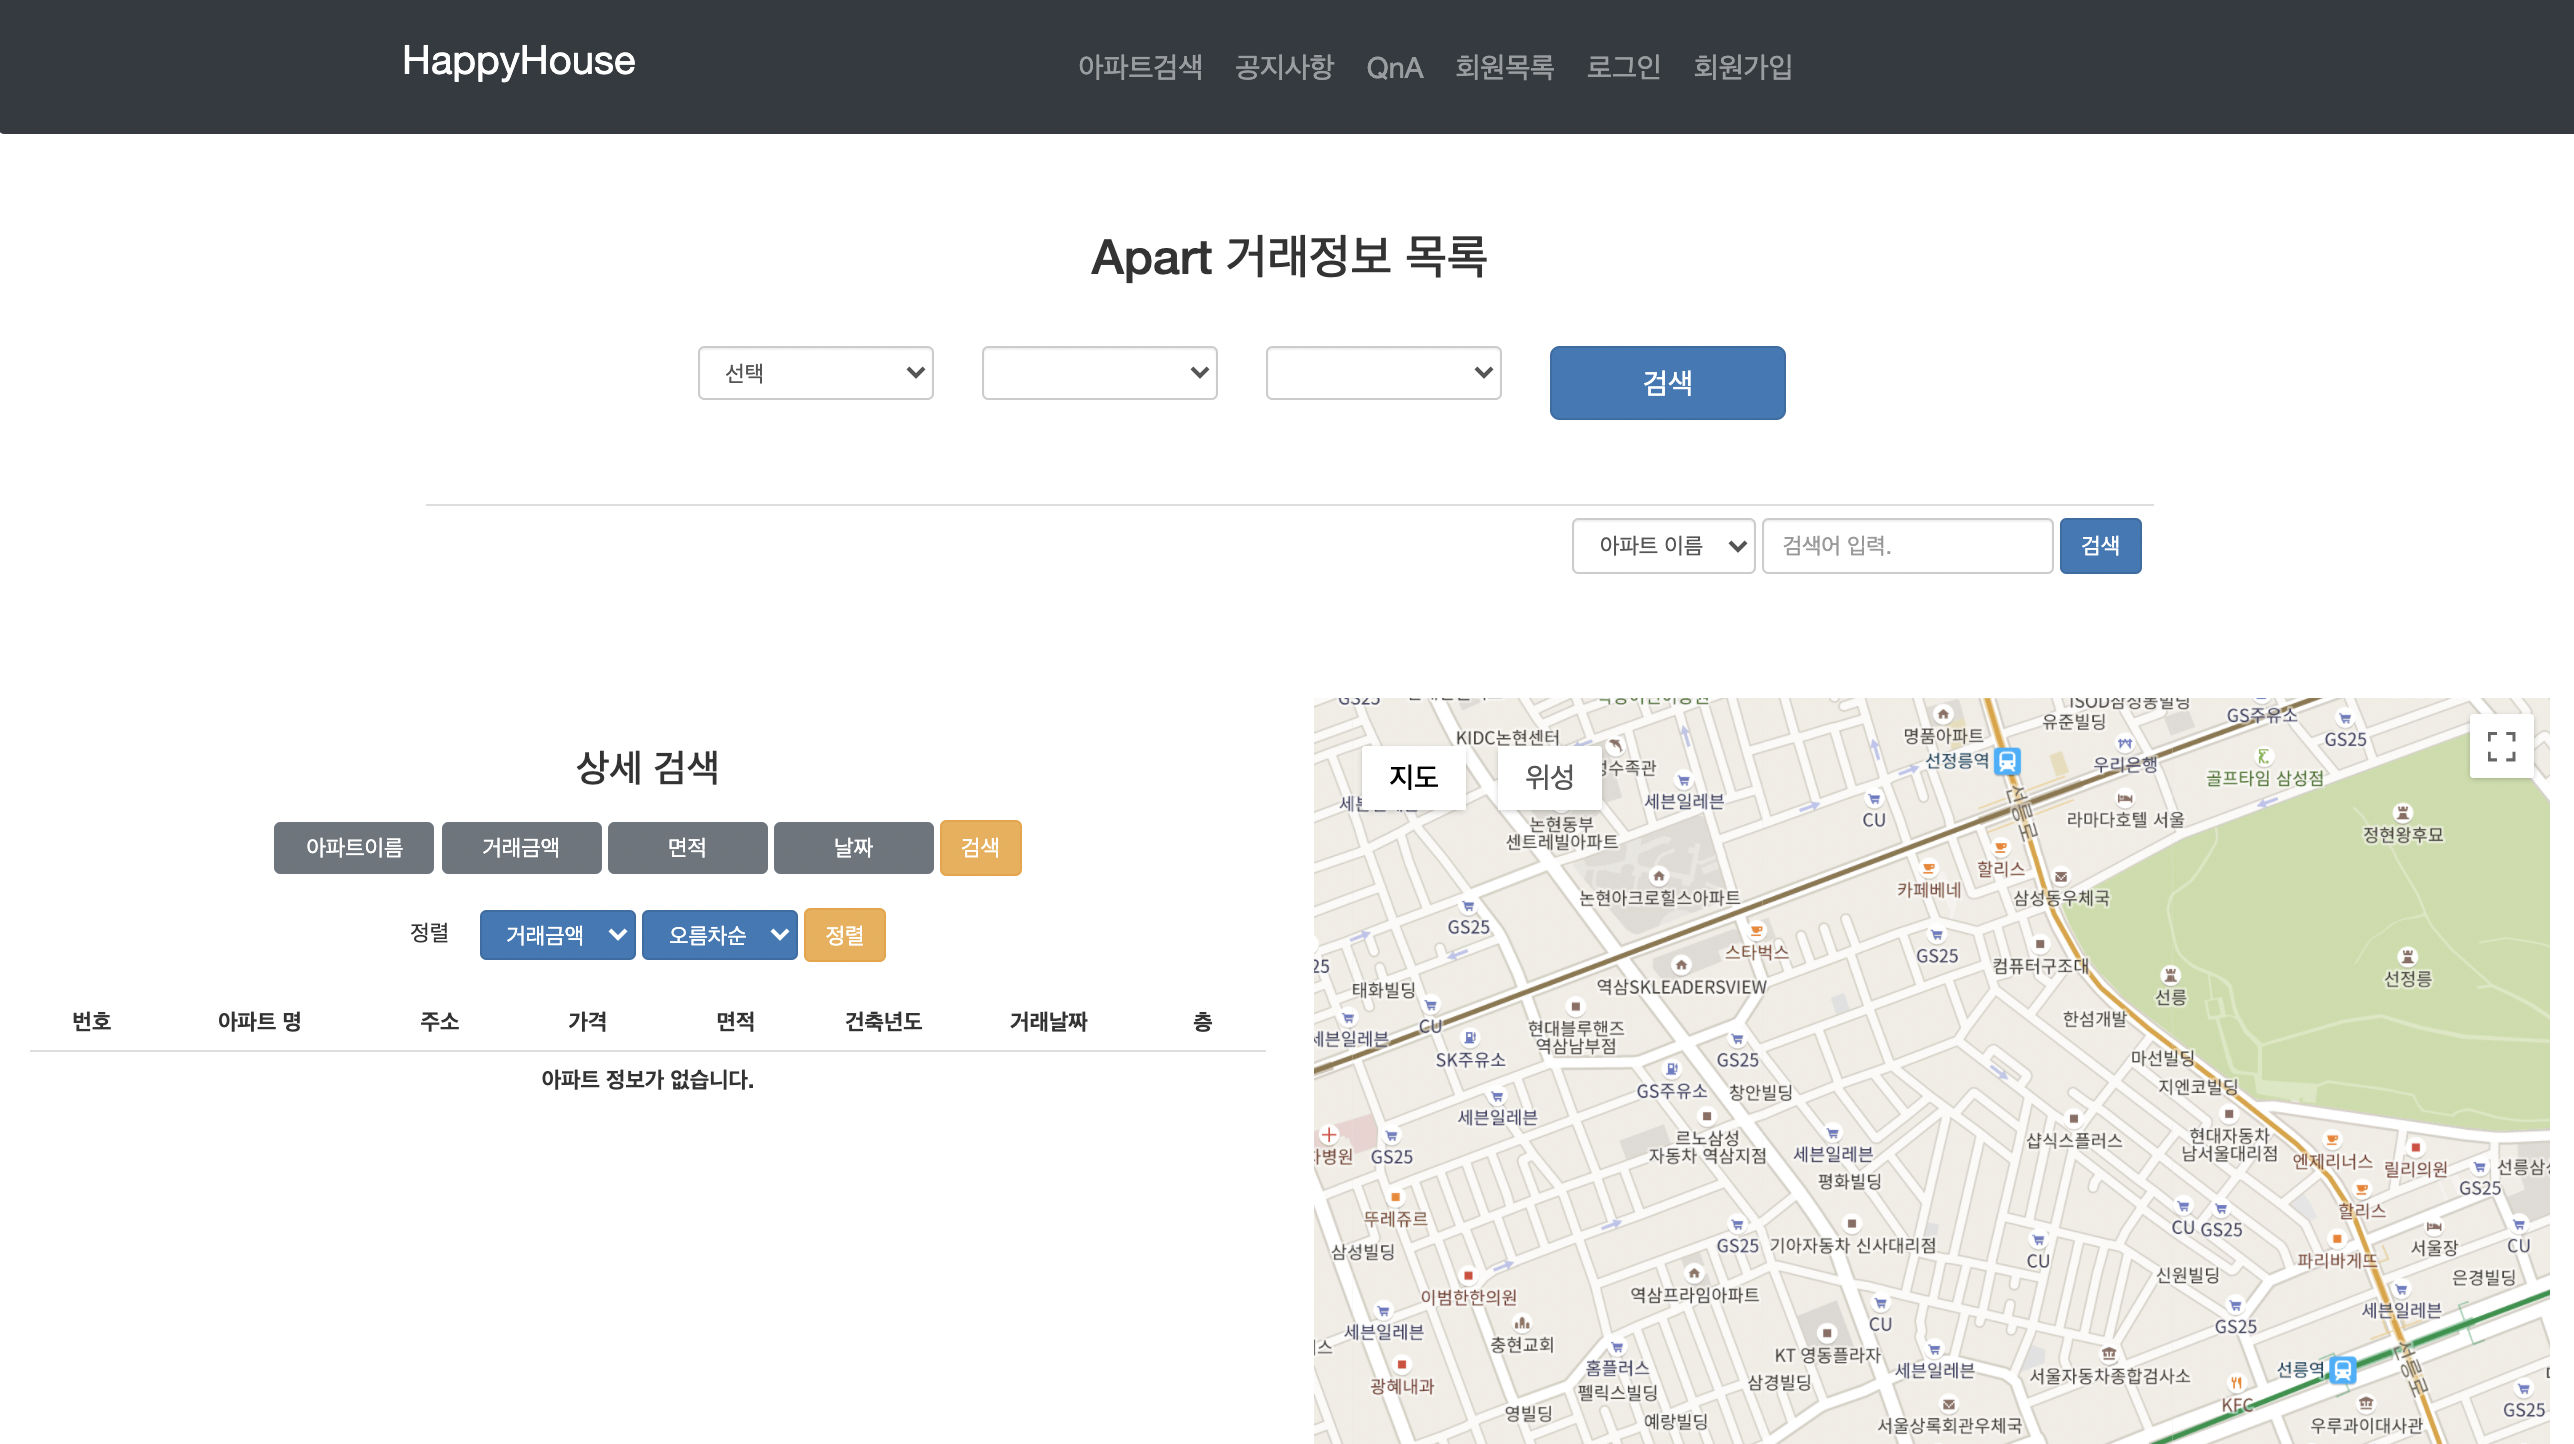 HappyHouse
아파트검색 공지사항 QnA 회원목록 로그인 회원가입
Apart 거래정보 목록
선택
검색
아파트 이름 검색어 입력. 검색
상세 검색
아파트이름 거래금액 면적 날짜 검색
정렬 거래금액 오름차순 정렬
번호 아파트 명 주소 가격 면적 건축년도 거래날짜 층
아파트 정보가 없습니다.
지도 위성
GS25
KIDC논현센터
명품아파트
선정릉역
ISOD삼성동빌딩
유준빌딩
우리은행
GS주유소
GS25
골프타임 삼성점
세븐일레븐
CU
라마다호텔 서울
정현왕후묘
선릉로
논현동부
센트레빌아파트
논현아크로힐스아파트
할리스
카페베네
삼성동우체국
GS25
스타벅스
GS25
컴퓨터구조대
선정릉
25
태화빌딩
역삼SKLEADERSVIEW
선릉
CU
현대블루핸즈
역삼남부점
한섬개발
세븐일레븐
SK주유소
GS25
마선빌딩
GS주유소
창안빌딩
지엔코빌딩
세븐일레븐
르노삼성
자동차 역삼지점
세븐일레븐
샵식스플러스
현대자동차
남서울대리점
엔제리너스
릴리의원
GS25
평화빌딩
GS25
뚜레쥬르
삼성빌딩
GS25
기아자동차 신사대리점
CU
CU GS25
할리스
서울장
CU
파리바게뜨
신원빌딩
은경빌딩
이범한한의원
역삼프라임아파트
세븐일레븐
세븐일레븐
충현교회
CU
GS25
홈플러스
KT 영동플라자
세븐일레븐
서울자동차종합검사소
선릉역
선릉로
광혜내과
펠릭스빌딩
삼경빌딩
KFC
GS25
영빌딩
예랑빌딩
서울상록회관우체국
우루과이대사관